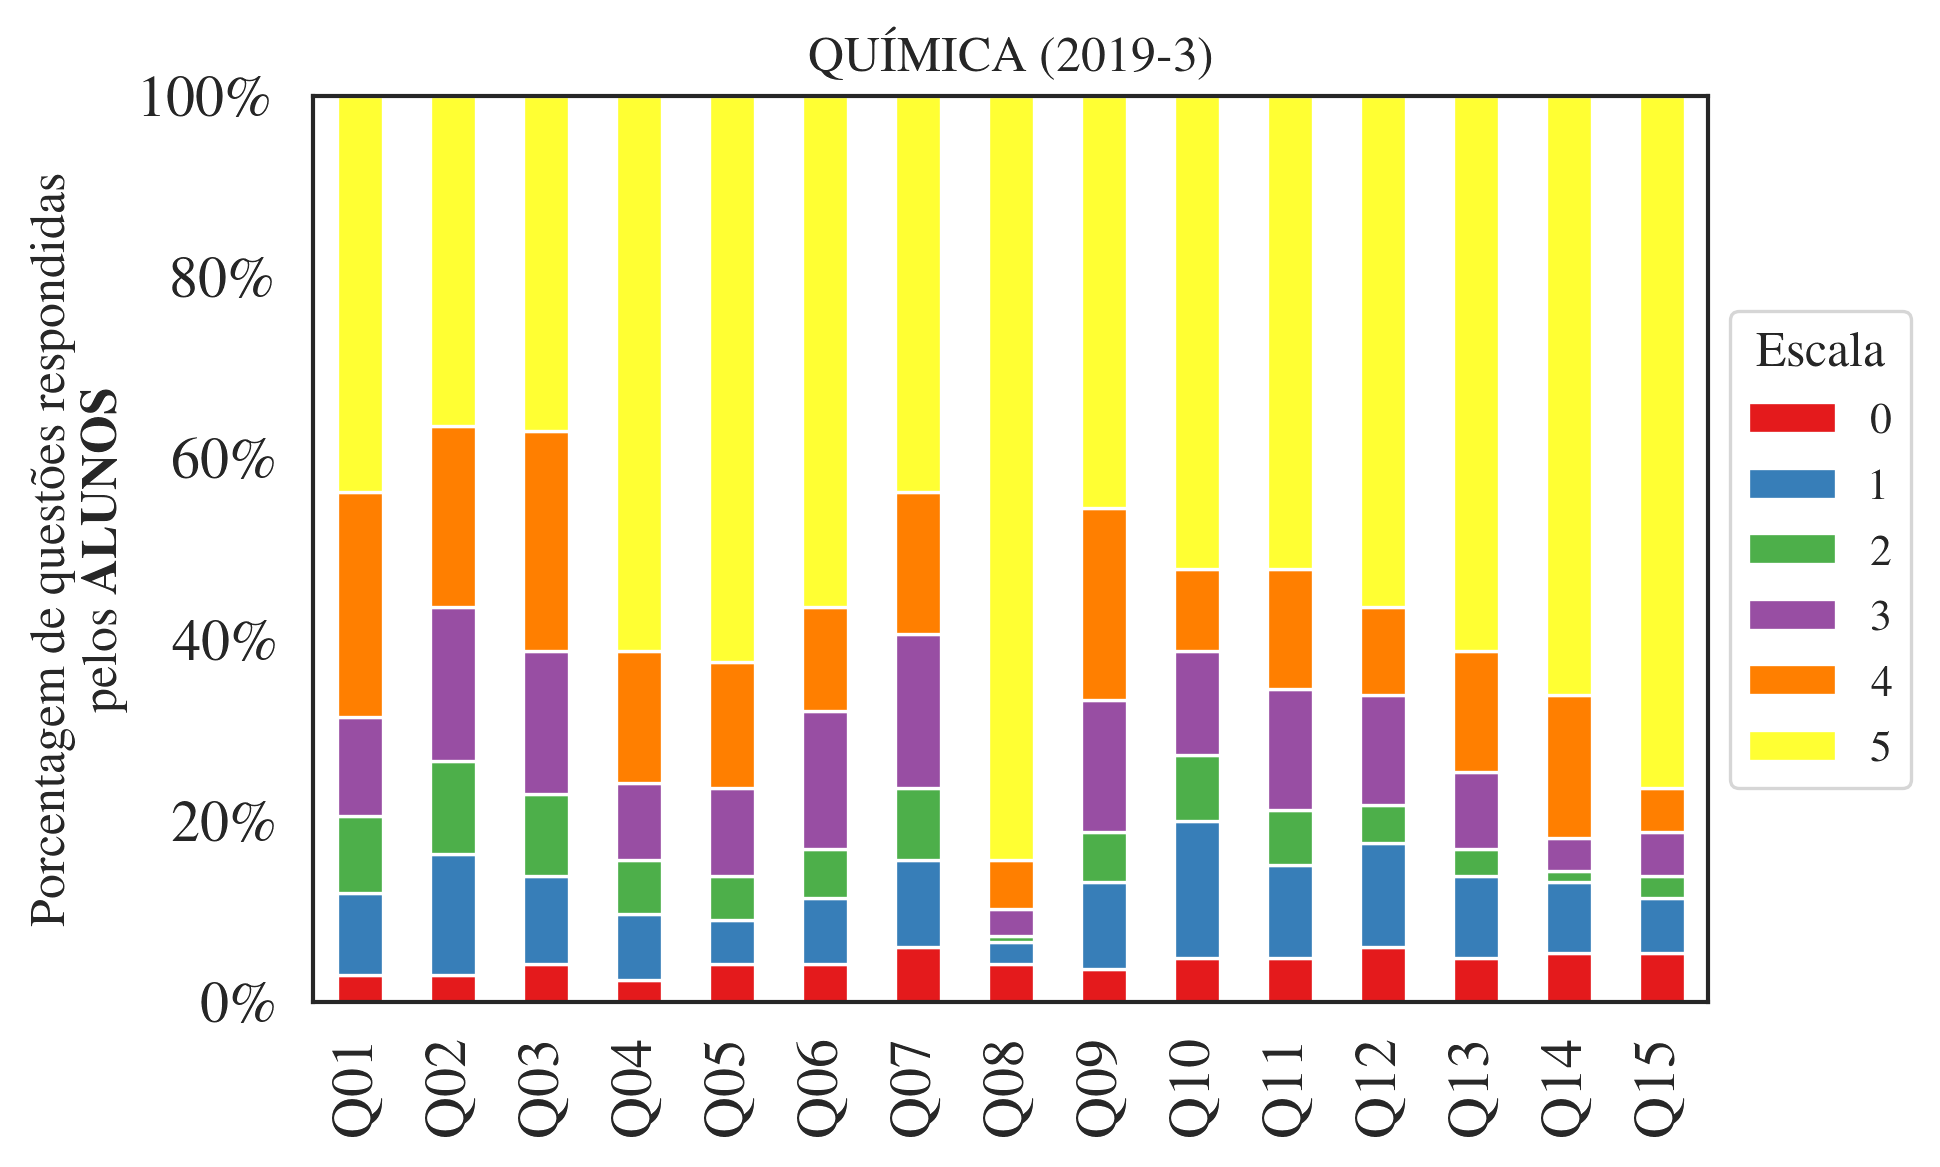 QUÍMICA (2019-3)
Porcentagem de questões respondidas
pelos ALUNOS
100%
80%
60%
40%
20%
0%
Q01
Q02
Q03
Q04
Q05
Q06
Q07
Q08
Q09
Q10
Q11
Q12
Q13
Q14
Q15
Escala
0
1
2
3
4
5